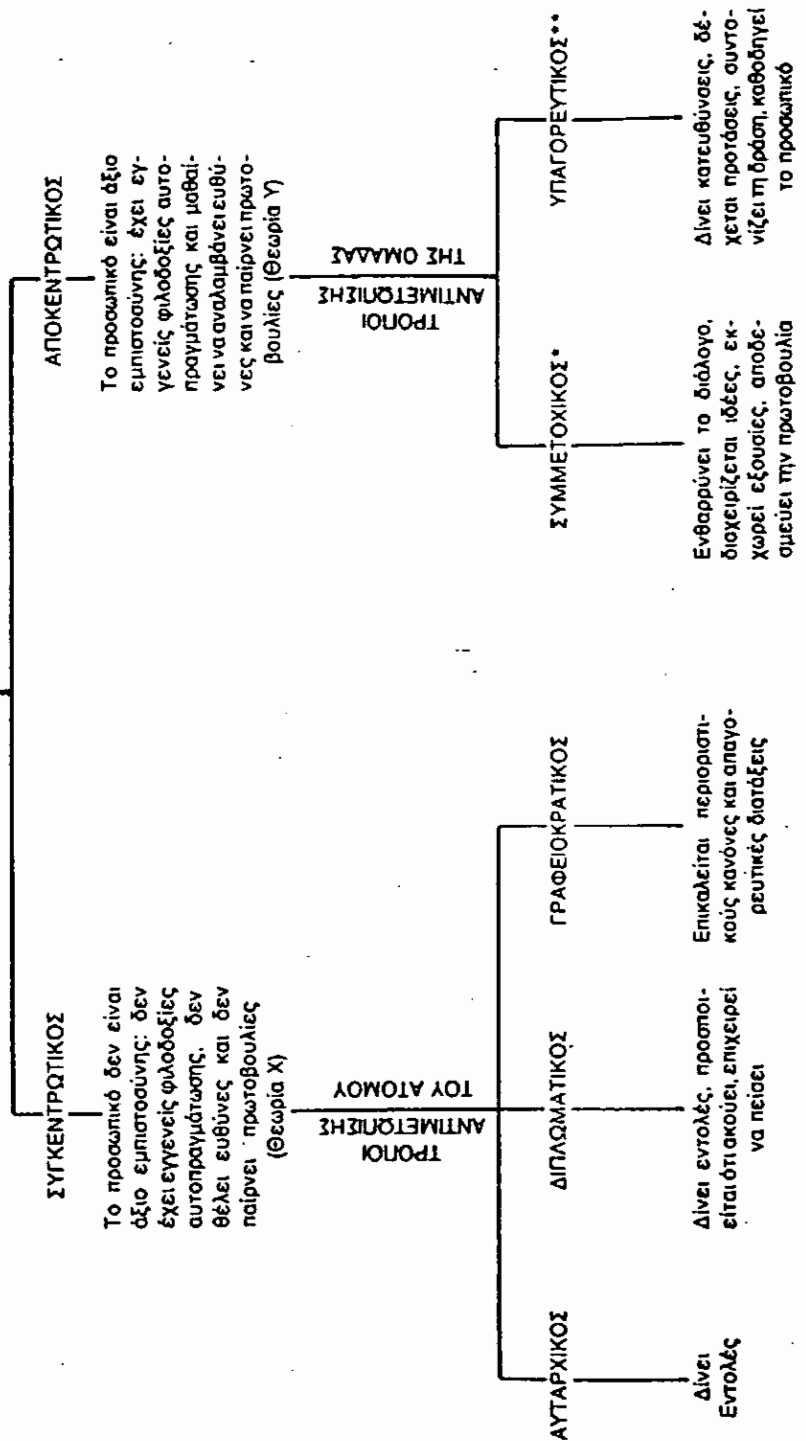 ΣΥΓΚΕΝΤΡΩΤΙΚΟΣ
Το προσωπικό δεν είναι
άξιο εμπιστοσύνης: δεν
έχει εγγενείς φιλοδοξίες
αυτοπραγμάτωσης, δεν
θέλει ευθύνες και δεν
παίρνει πρωτοβουλίες
(Θεωρία Χ)
ΤΡΟΠΟΙ
ΑΝΤΙΜΕΤΩΠΙΣΗΣ
ΤΟΥ ΑΤΟΜΟΥ
ΑΥΤΑΡΧΙΚΟΣ
Δίνει
Εντολές
ΔΙΠΛΩΜΑΤΙΚΟΣ
Δίνει εντολές, προσποι-
είται ότι ακούει, επιχειρεί
να πείσει
ΓΡΑΦΕΙΟΚΡΑΤΙΚΟΣ
Επικαλείται περιοριστι-
κούς κανόνες και απαγο-
ρευτικές διατάξεις
ΑΠΟΚΕΝΤΡΩΤΙΚΟΣ
Το προσωπικό είναι άξιο
εμπιστοσύνης: έχει εγ-
γενείς φιλοδοξίες αυτο-
πραγμάτωσης και μαθαί-
νει να αναλαμβάνει ευθύ-
νες και να παίρνει πρωτο-
βουλίες (Θεωρία Υ)
ΤΡΟΠΟΙ
ΑΝΤΙΜΕΤΩΠΙΣΗΣ
ΤΗΣ ΟΜΑΔΑΣ
ΣΥΜΜΕΤΟΧΙΚΟΣ*
Ενθαρρύνει το διάλογο,
διαχειρίζεται ιδέες, εκ-
χωρεί εξουσίες, αποδε-
σμεύει την πρωτοβουλία
ΥΠΑΓΟΡΕΥΤΙΚΟΣ**
Δίνει κατευθύνσεις, δέ-
χεται προτάσεις, συντο-
νίζει τη δράση, καθοδηγεί
το προσωπικό